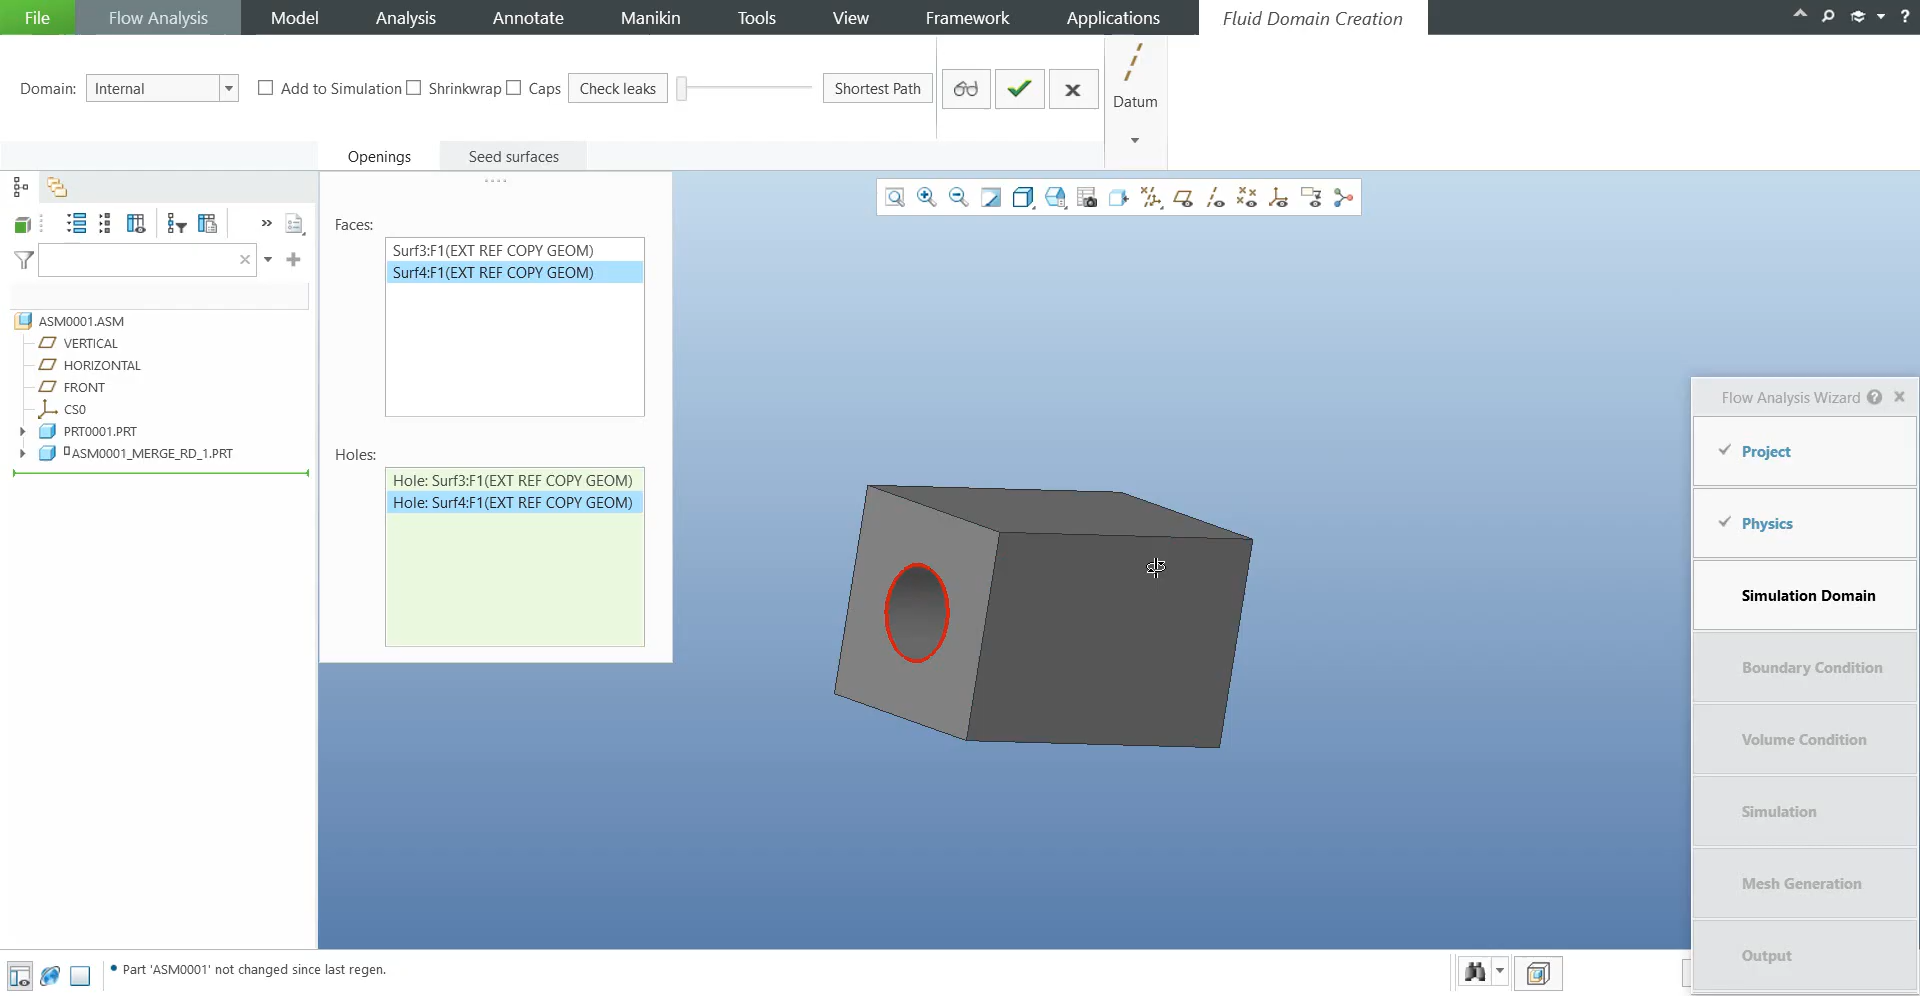 File Flow Analysis Model Analysis Annotate Manikin Tools View Framework Applications Fluid Domain Creation
Domain: Internal Add to Simulation Shrinkwrap Caps Check leaks Shortest Path Datum
Openings Seed surfaces
Faces:
Surf3:F1(EXT REF COPY GEOM)
Surf4:F1(EXT REF COPY GEOM)
Holes:
Hole: Surf3:F1(EXT REF COPY GEOM)
Hole: Surf4:F1(EXT REF COPY GEOM)
ASM0001.ASM
VERTICAL
HORIZONTAL
FRONT
CS0
PRT0001.PRT
ASM0001_MERGE_RD_1.PRT
Flow Analysis Wizard
Project
Physics
Simulation Domain
Boundary Condition
Volume Condition
Simulation
Mesh Generation
Output
Part 'ASM0001' not changed since last regen.